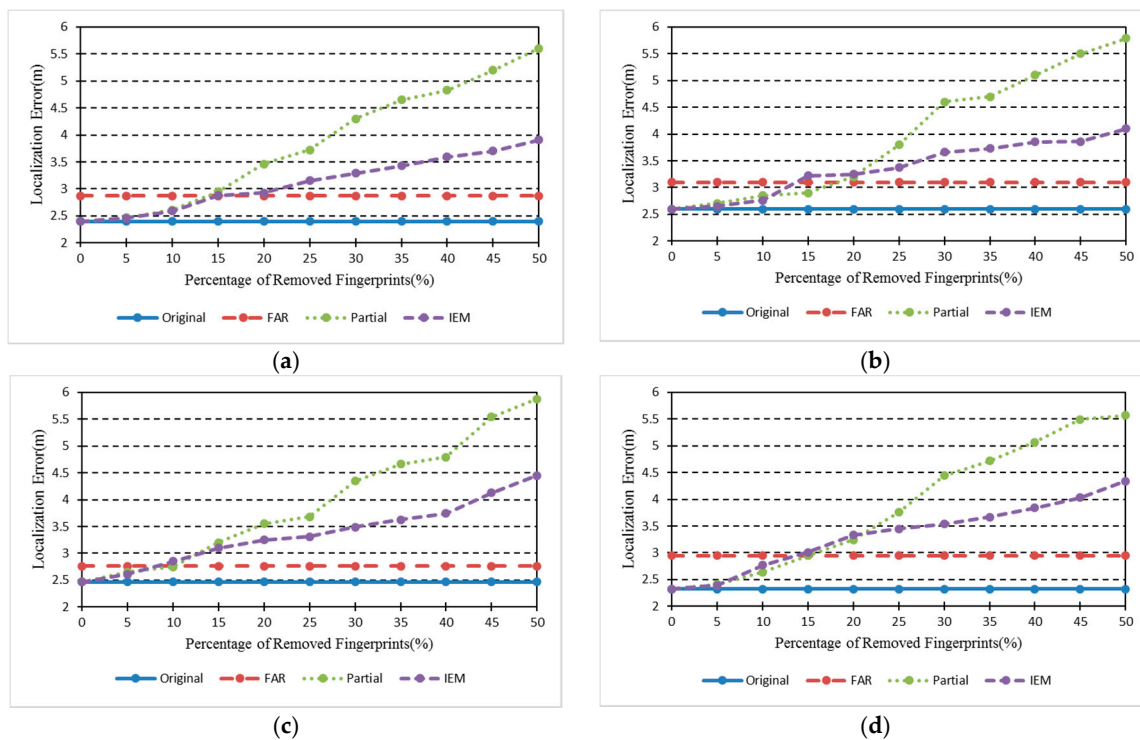 6
5.5
5
4.5
4
3.5
3
2.5
2
Localization Error(m)
0 5 10 15 20 25 30 35 40 45 50
Percentage of Removed Fingerprints(%)
Original FAR Partial IEM
(a)
6
5.5
5
4.5
4
3.5
3
2.5
2
Localization Error(m)
0 5 10 15 20 25 30 35 40 45 50
Percentage of Removed Fingerprints(%)
Original FAR Partial IEM
(b)
6
5.5
5
4.5
4
3.5
3
2.5
2
Localization Error(m)
0 5 10 15 20 25 30 35 40 45 50
Percentage of Removed Fingerprints(%)
Original FAR Partial IEM
(c)
6
5.5
5
4.5
4
3.5
3
2.5
2
Localization Error(m)
0 5 10 15 20 25 30 35 40 45 50
Percentage of Removed Fingerprints(%)
Original FAR Partial IEM
(d)